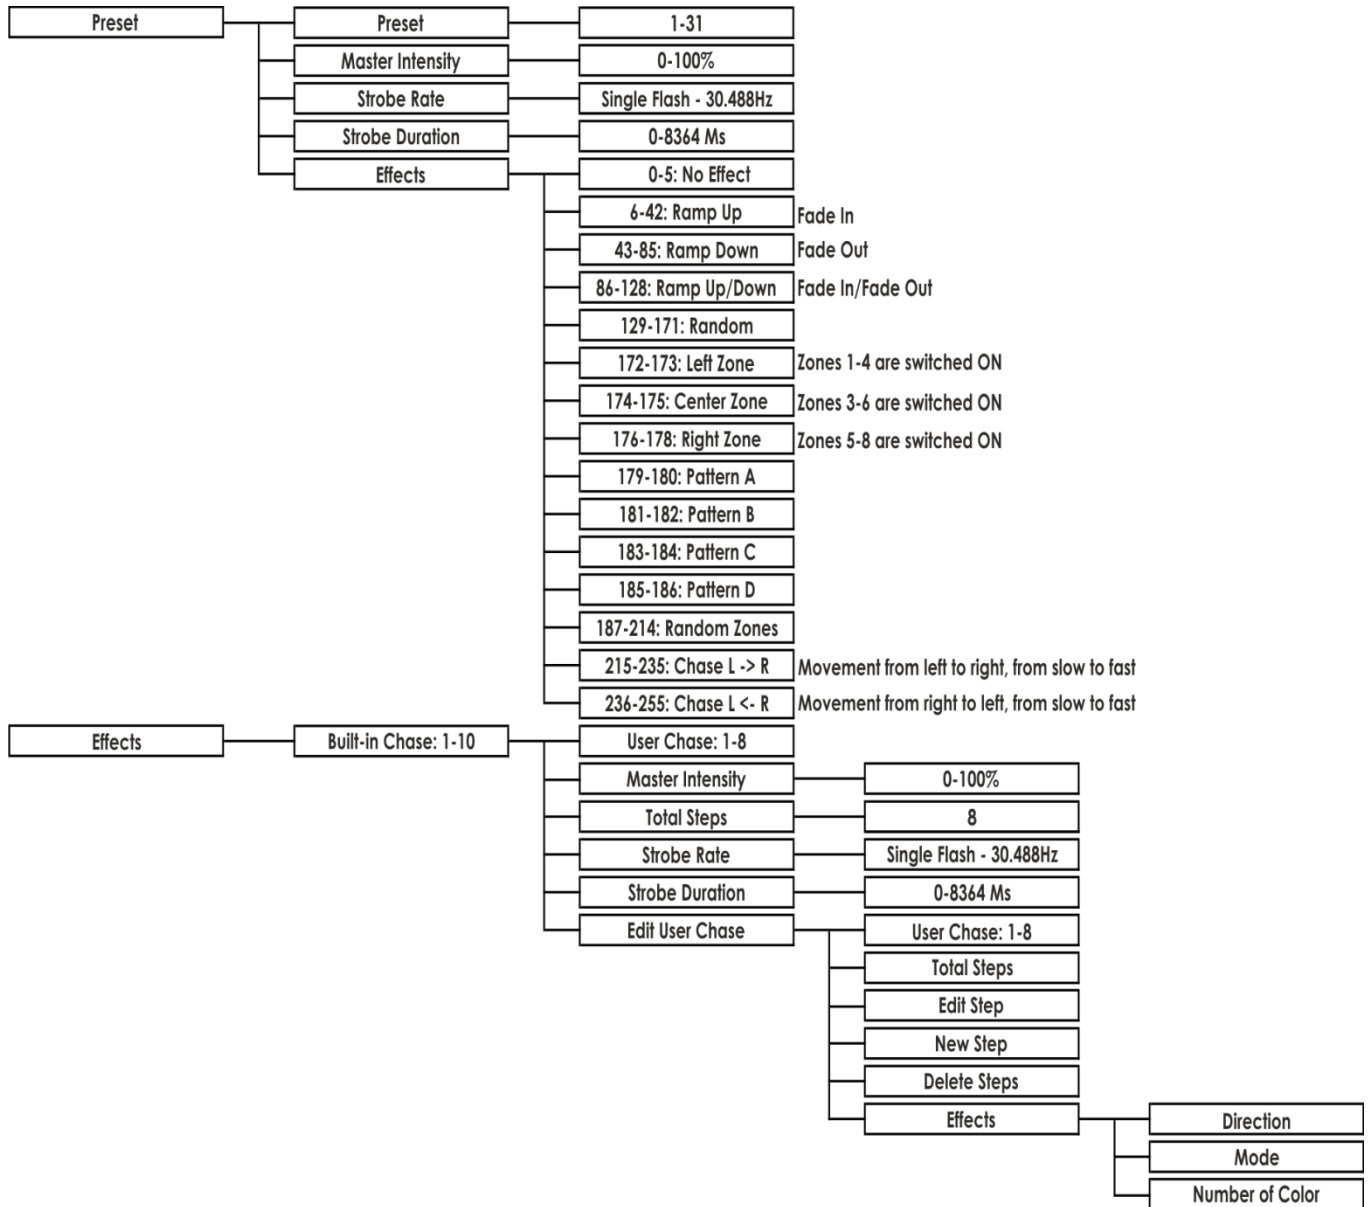 Preset
Preset
1-31
Master Intensity
0-100%
Strobe Rate
Single Flash - 30.488Hz
Strobe Duration
0-8364 Ms
Effects
0-5: No Effect
6-42: Ramp Up
Fade In
43-85: Ramp Down
Fade Out
86-128: Ramp Up/Down
Fade In/Fade Out
129-171: Random
172-173: Left Zone
Zones 1-4 are switched ON
174-175: Center Zone
Zones 3-6 are switched ON
176-178: Right Zone
Zones 5-8 are switched ON
179-180: Pattern A
181-182: Pattern B
183-184: Pattern C
185-186: Pattern D
187-214: Random Zones
215-235: Chase L -> R
Movement from left to right, from slow to fast
236-255: Chase L <- R
Movement from right to left, from slow to fast
Effects
Built-in Chase: 1-10
User Chase: 1-8
Master Intensity
0-100%
Total Steps
8
Strobe Rate
Single Flash - 30.488Hz
Strobe Duration
0-8364 Ms
Edit User Chase
User Chase: 1-8
Total Steps
Edit Step
New Step
Delete Steps
Effects
Direction
Mode
Number of Color